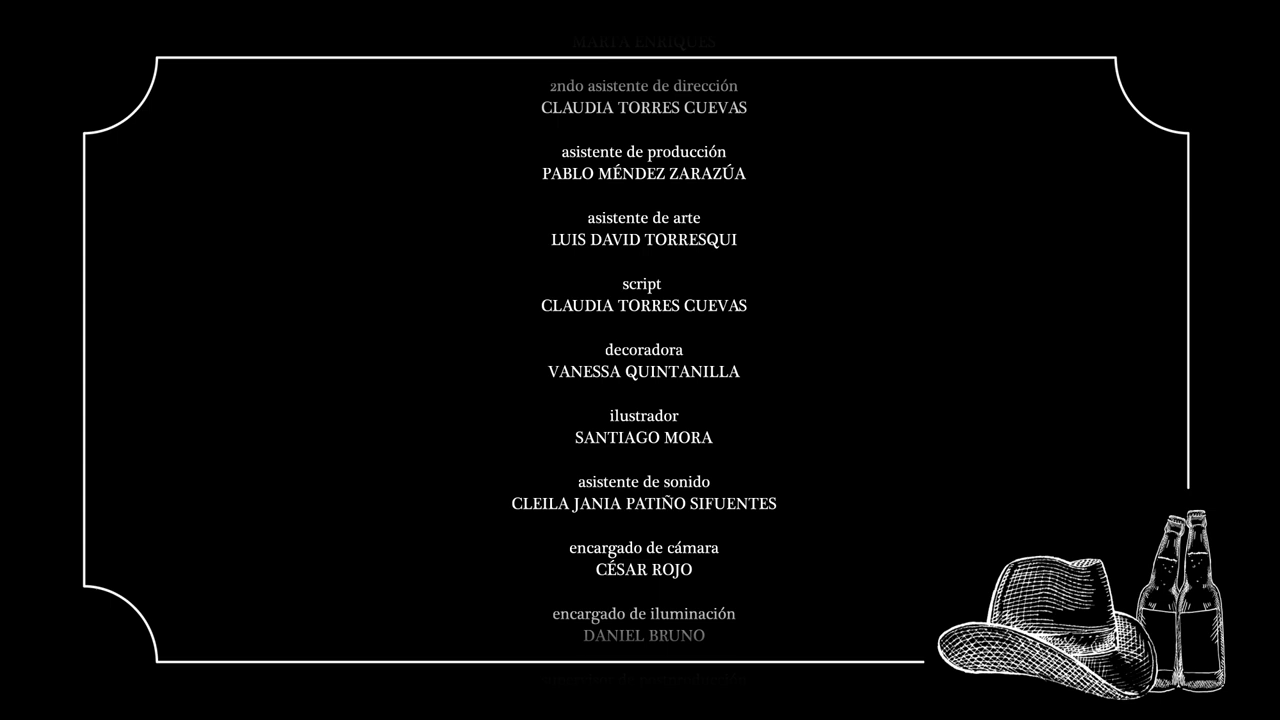 MARTA ENRIQUES
2ndo asistente de dirección
CLAUDIA TORRES CUEVAS
asistente de producción
PABLO MÉNDEZ ZARAZÚA
asistente de arte
LUIS DAVID TORRESQUI
script
CLAUDIA TORRES CUEVAS
decoradora
VANESSA QUINTANILLA
ilustrador
SANTIAGO MORA
asistente de sonido
CLEILA JANIA PATIÑO SIFUENTES
encargado de cámara
CÉSAR ROJO
encargado de iluminación
DANIEL BRUNO